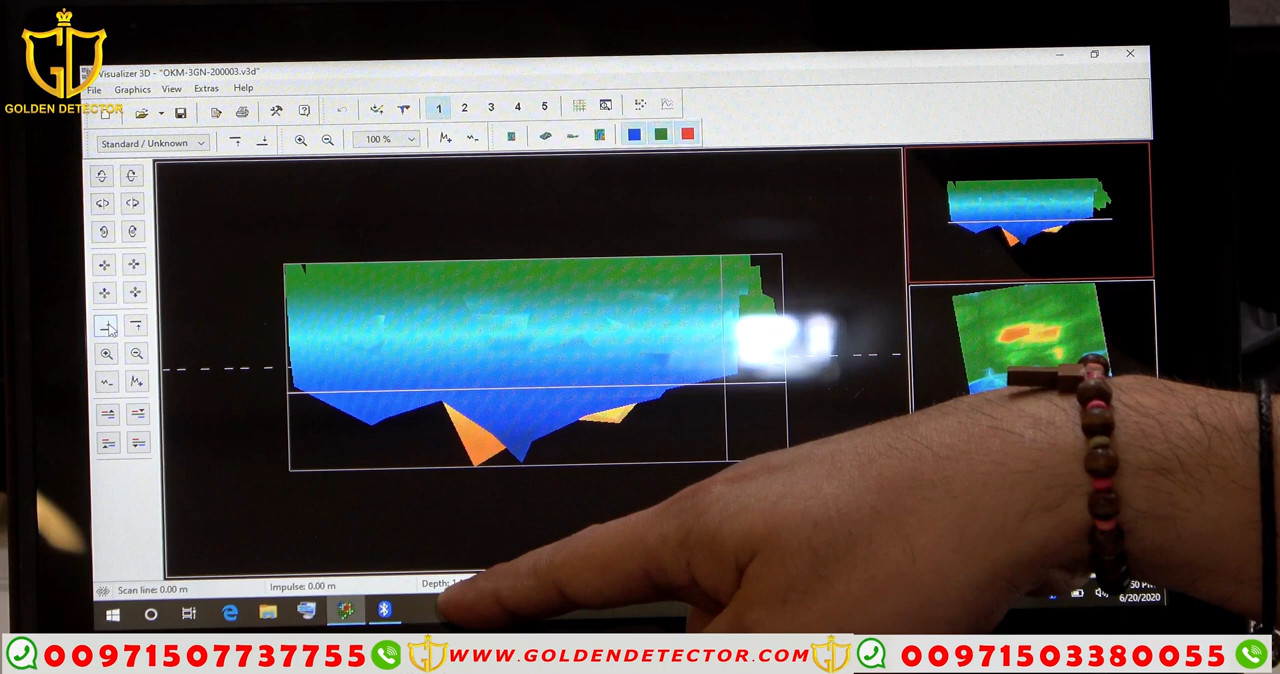 GD
GOLDEN DETECTOR
Visualizer 3D - "OKM-3GN-200003.v3d"
File Graphics View Extras Help
1 2 3 4 5
Standard / Unknown
100 %
Scan line: 0.00 m
Impulse: 0.00 m
Depth:
6/20/2020
00971507737755
WWW.GOLDENDETECTOR.COM
00971503380055